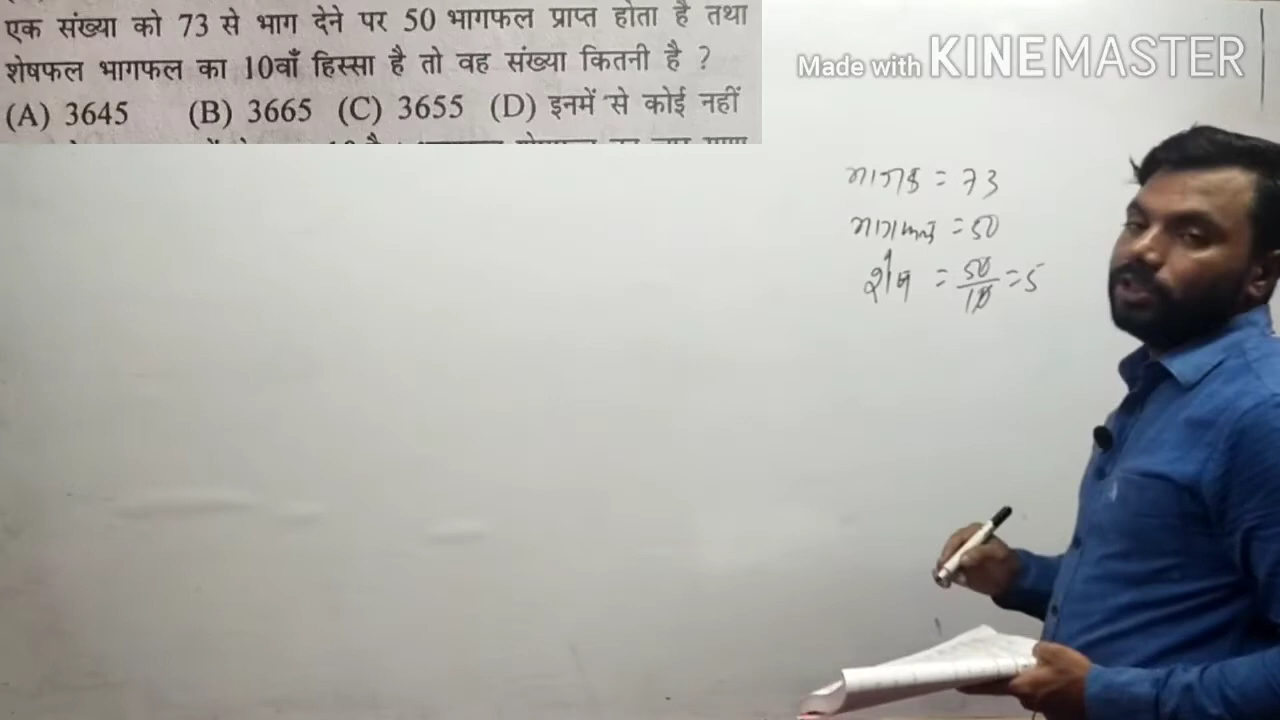 एक संख्या को 73 से भाग देने पर 50 भागफल प्राप्त होता है तथा
शेषफल भागफल का 10वाँ हिस्सा है तो वह संख्या कितनी है ?
(A) 3645 (B) 3665 (C) 3655 (D) इनमें से कोई नहीं
Made with KINEMASTER
भाजक = 73
भागफल = 50
शेष = 50/10 = 5